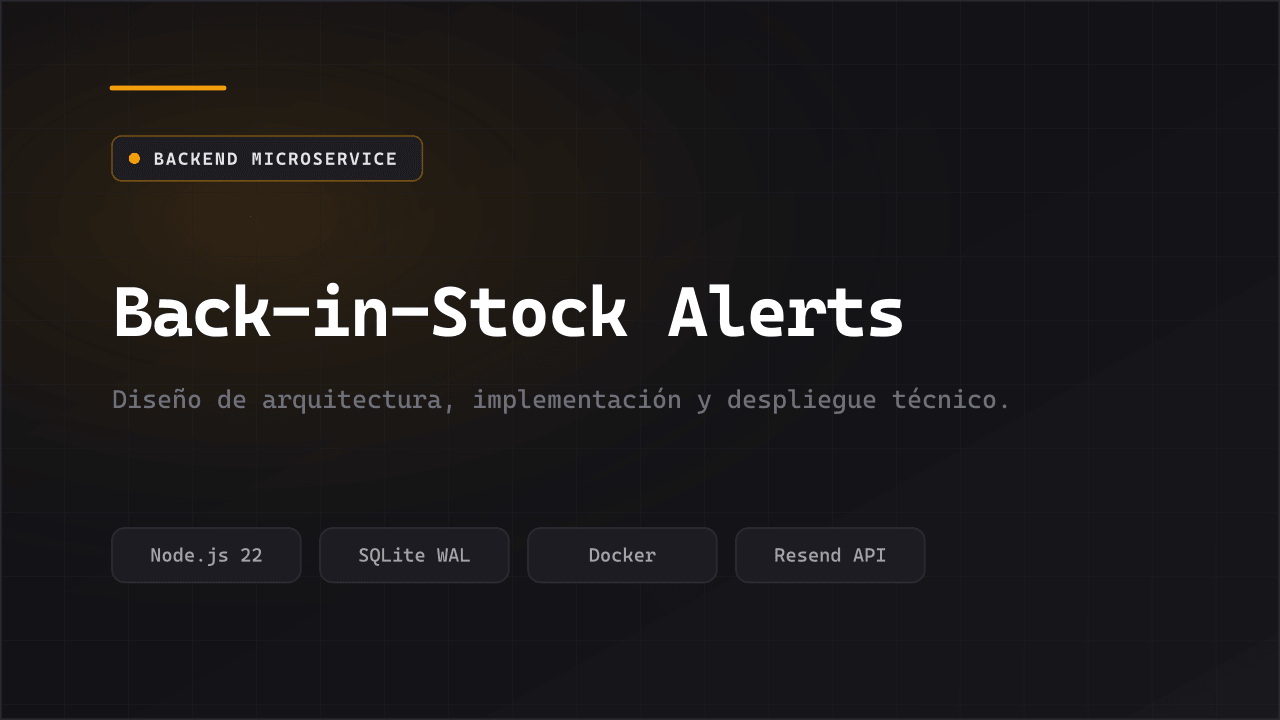 BACKEND MICROSERVICE
Back-in-Stock Alerts
Diseño de arquitectura, implementación y despliegue técnico.
Node.js 22
SQLite WAL
Docker
Resend API